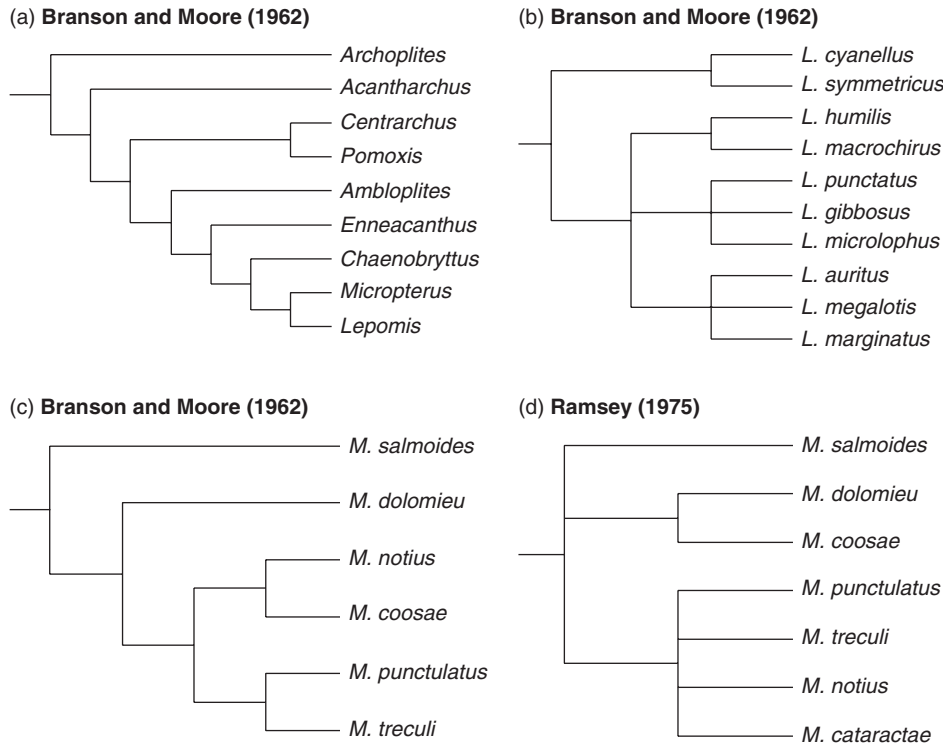 (a) Branson and Moore (1962)
Archoplites
Acantharchus
Centrarchus
Pomoxis
Ambloplites
Enneacanthus
Chaenobryttus
Micropterus
Lepomis
(b) Branson and Moore (1962)
L. cyanellus
L. symmetricus
L. humilis
L. macrochirus
L. punctatus
L. gibbosus
L. microlophus
L. auritus
L. megalotis
L. marginatus
(c) Branson and Moore (1962)
M. salmoides
M. dolomieu
M. notius
M. coosae
M. punctulatus
M. treculi
(d) Ramsey (1975)
M. salmoides
M. dolomieu
M. coosae
M. punctulatus
M. treculi
M. notius
M. cataractae